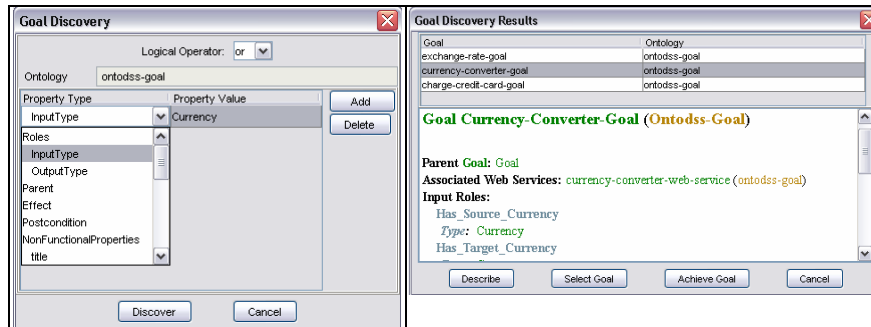 Goal Discovery
Logical Operator: or
Ontology ontodss-goal
Property Type Property Value
InputType Currency
Add
Delete
Roles
InputType
OutputType
Parent
Effect
Postcondition
NonFunctionalProperties
title
Discover Cancel
Goal Discovery Results
Goal Ontology
exchange-rate-goal ontodss-goal
currency-converter-goal ontodss-goal
charge-credit-card-goal ontodss-goal
Goal Currency-Converter-Goal (Ontodss-Goal)
Parent Goal: Goal
Associated Web Services: currency-converter-web-service (ontodss-goal)
Input Roles:
Has_Source_Currency
Type: Currency
Has_Target_Currency
Describe Select Goal Achieve Goal Cancel